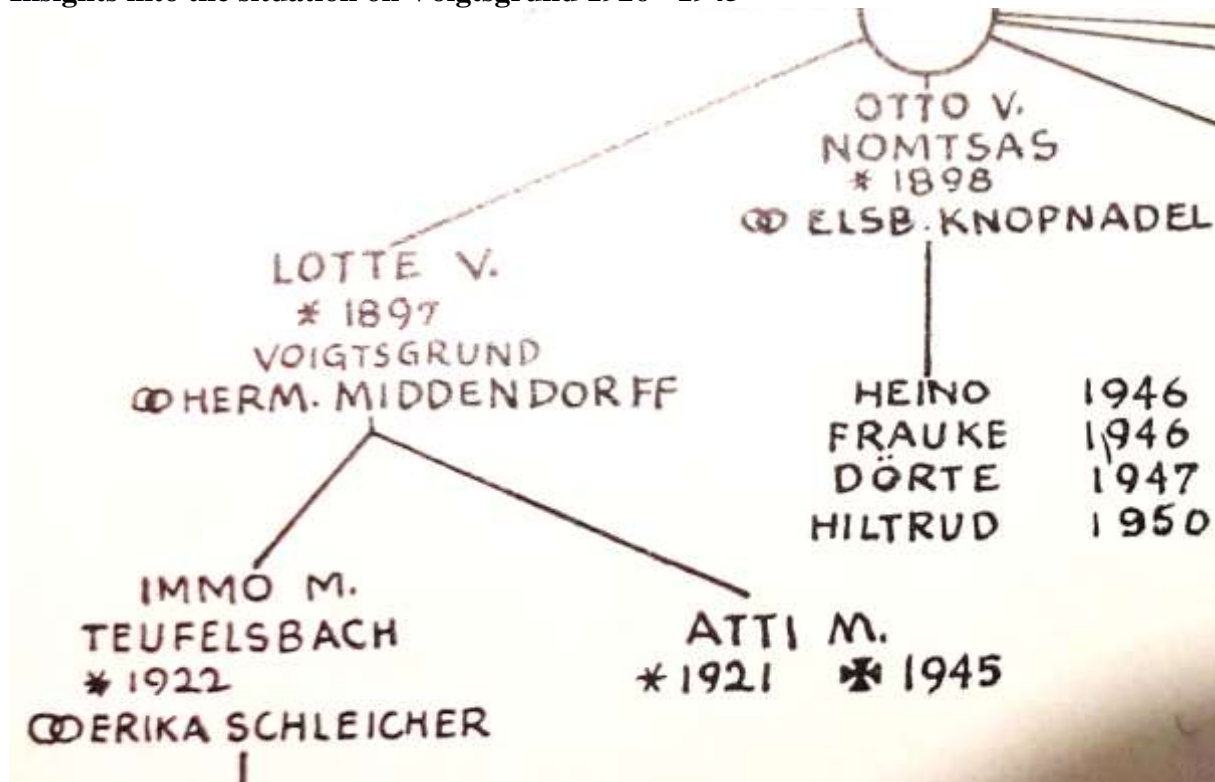 OTTO V.
NOMTSAS
* 1898
⚭ ELSB. KNOPNADEL
LOTTE V.
* 1897
VOIGTSGRUND
⚭ HERM. MIDDENDORFF
HEINO 1946
FRAUKE 1946
DÖRTE 1947
HILTRUD 1950
IMMO M.
TEUFELSBACH
* 1922
⚭ ERIKA SCHLEICHER
ATTI M.
* 1921 ✠ 1945